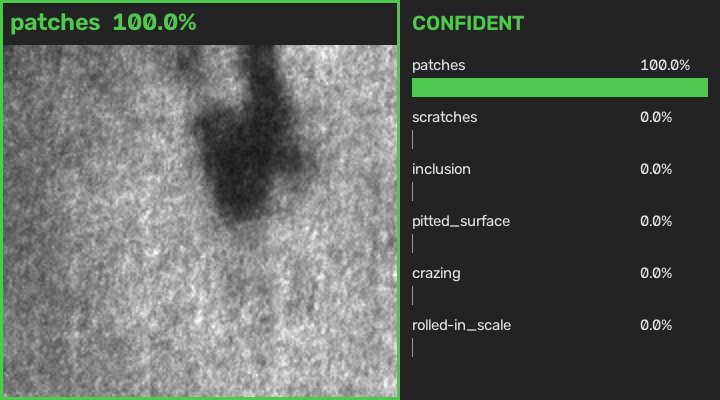 patches 100.0%
CONFIDENT
patches 100.0%
scratches 0.0%
inclusion 0.0%
pitted_surface 0.0%
crazing 0.0%
rolled-in_scale 0.0%